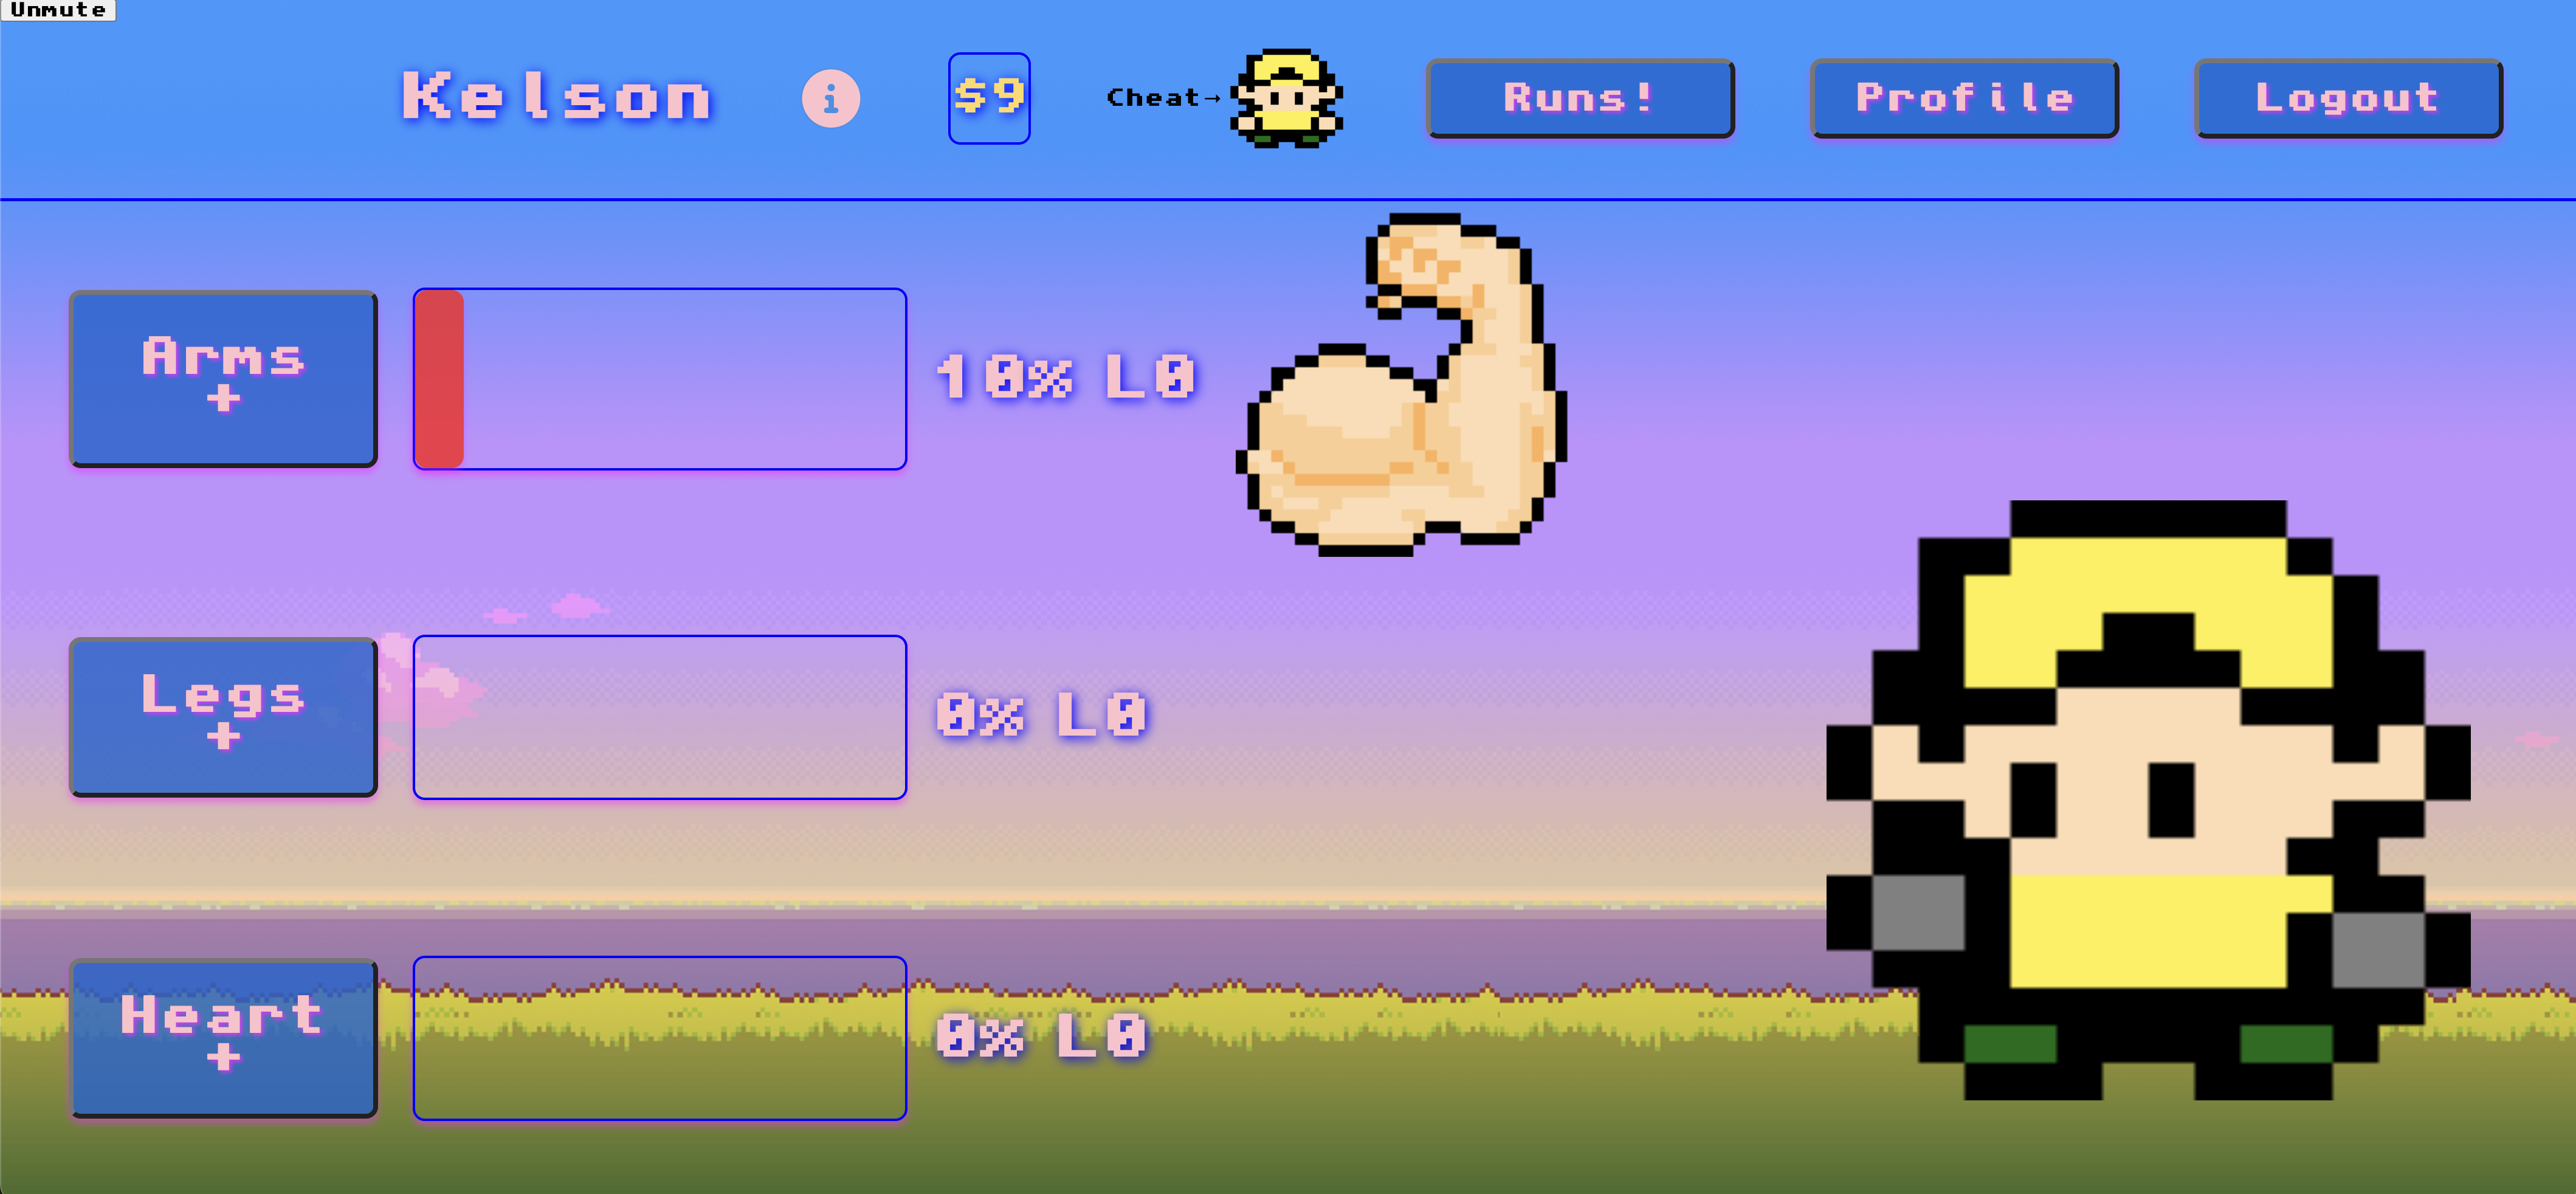 Unmute
Kelson
i
$9
Cheat→
Runs!
Profile
Logout
Arms
+
10% L0
Legs
+
0% L0
Heart
+
0% L0